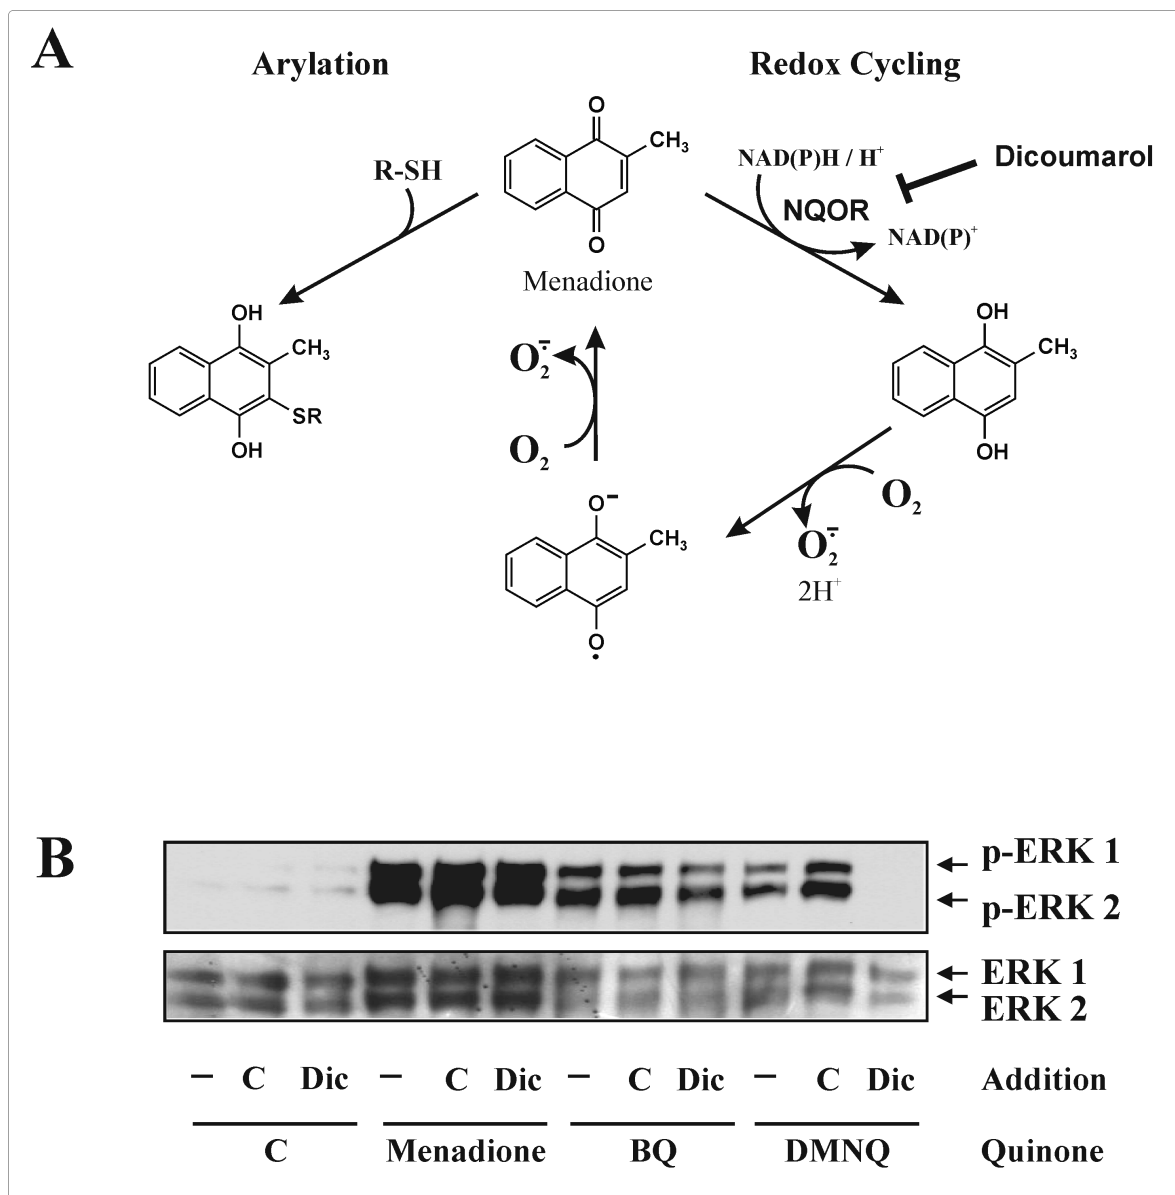 A
Arylation
Redox Cycling
O
CH₃
O
Menadione
R-SH
NAD(P)H / H⁺
Dicoumarol
NQOR
NAD(P)⁺
OH
CH₃
SR
OH
OH
CH₃
OH
O₂•⁻
O₂
O₂
O₂•⁻
2H⁺
O⁻
CH₃
O•
B
p-ERK 1
p-ERK 2
ERK 1
ERK 2
– C Dic – C Dic – C Dic – C Dic Addition
C Menadione BQ DMNQ Quinone